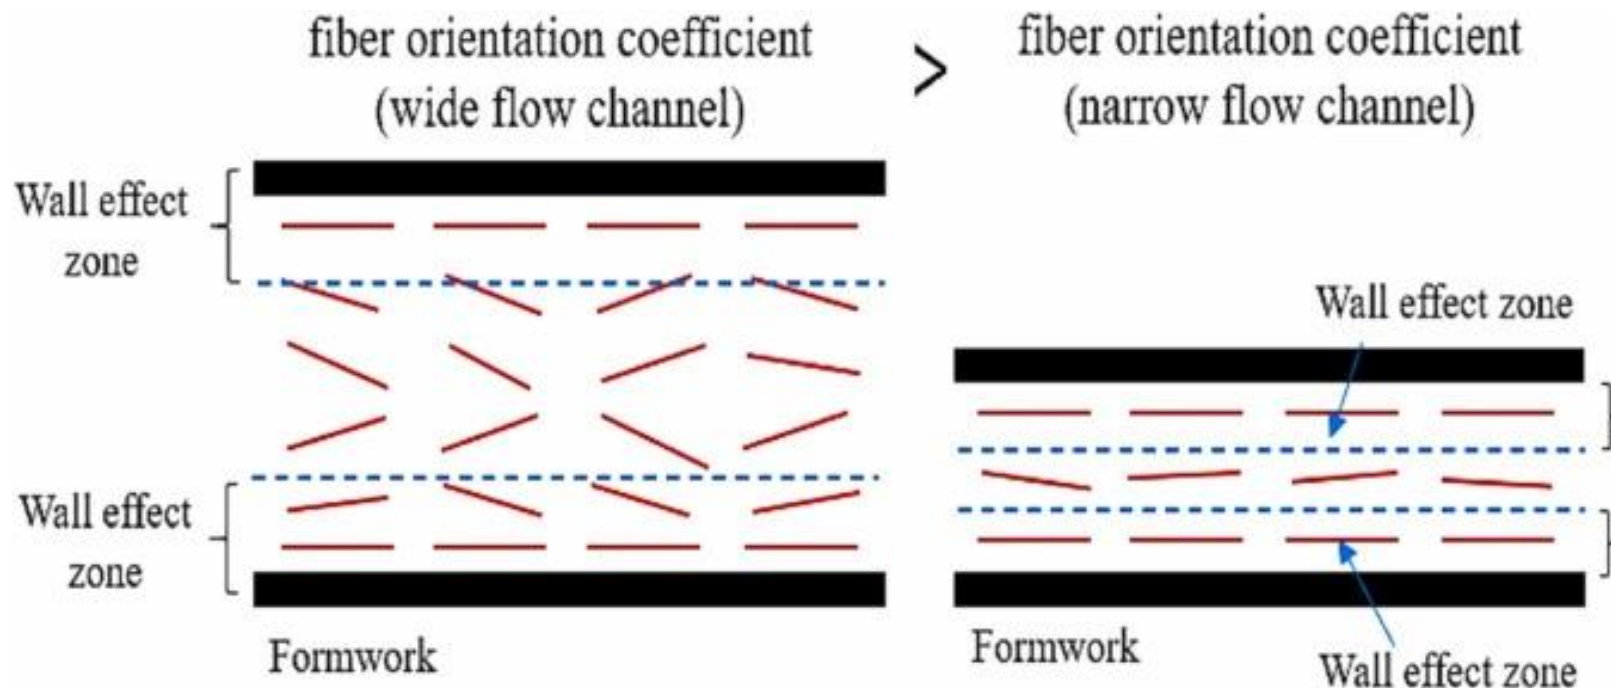 fiber orientation coefficient
(wide flow channel)
>
fiber orientation coefficient
(narrow flow channel)
Wall effect
zone
Wall effect zone
Wall effect
zone
Formwork
Formwork
Wall effect zone